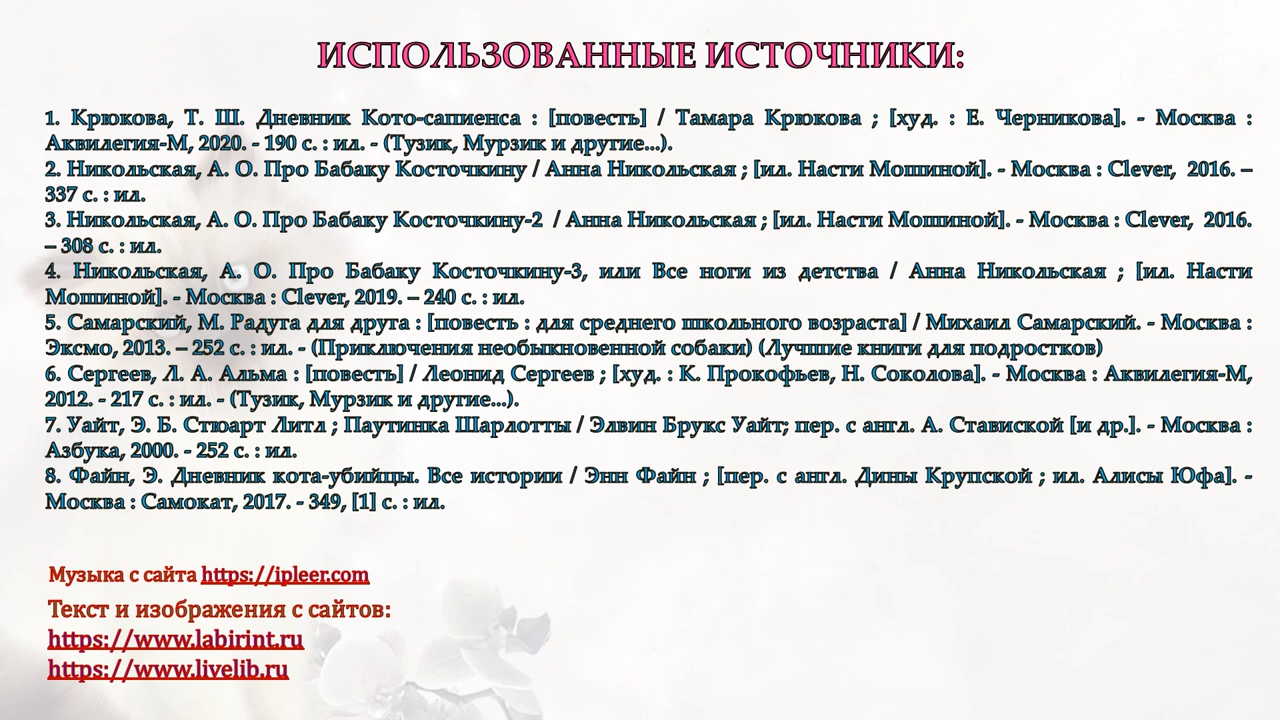 ИСПОЛЬЗОВАННЫЕ ИСТОЧНИКИ:
1. Крюкова, Т. Ш. Дневник Кото-сапиенса : [повесть] / Тамара Крюкова ; [худ. : Е. Черникова]. - Москва :
Аквилегия-М, 2020. - 190 с. : ил. - (Тузик, Мурзик и другие...).
2. Никольская, А. О. Про Бабаку Косточкину / Анна Никольская ; [ил. Насти Мошиной]. - Москва : Clever, 2016. –
337 с. : ил.
3. Никольская, А. О. Про Бабаку Косточкину-2 / Анна Никольская ; [ил. Насти Мошиной]. - Москва : Clever, 2016.
– 308 с. : ил.
4. Никольская, А. О. Про Бабаку Косточкину-3, или Все ноги из детства / Анна Никольская ; [ил. Насти
Мошиной]. - Москва : Clever, 2019. – 240 с. : ил.
5. Самарский, М. Радуга для друга : [повесть : для среднего школьного возраста] / Михаил Самарский. - Москва :
Эксмо, 2013. – 252 с. : ил. - (Приключения необыкновенной собаки) (Лучшие книги для подростков)
6. Сергеев, Л. А. Альма : [повесть] / Леонид Сергеев ; [худ. : К. Прокофьев, Н. Соколова]. - Москва : Аквилегия-М,
2012. - 217 с. : ил. - (Тузик, Мурзик и другие...).
7. Уайт, Э. Б. Стюарт Литл ; Паутинка Шарлотты / Элвин Брукс Уайт; пер. с англ. А. Ставиской [и др.]. - Москва :
Азбука, 2000. - 252 с. : ил.
8. Файн, Э. Дневник кота-убийцы. Все истории / Энн Файн ; [пер. с англ. Дины Крупской ; ил. Алисы Юфа]. -
Москва : Самокат, 2017. - 349, [1] с. : ил.
Музыка с сайта https://ipleer.com
Текст и изображения с сайтов:
https://www.labirint.ru
https://www.livelib.ru